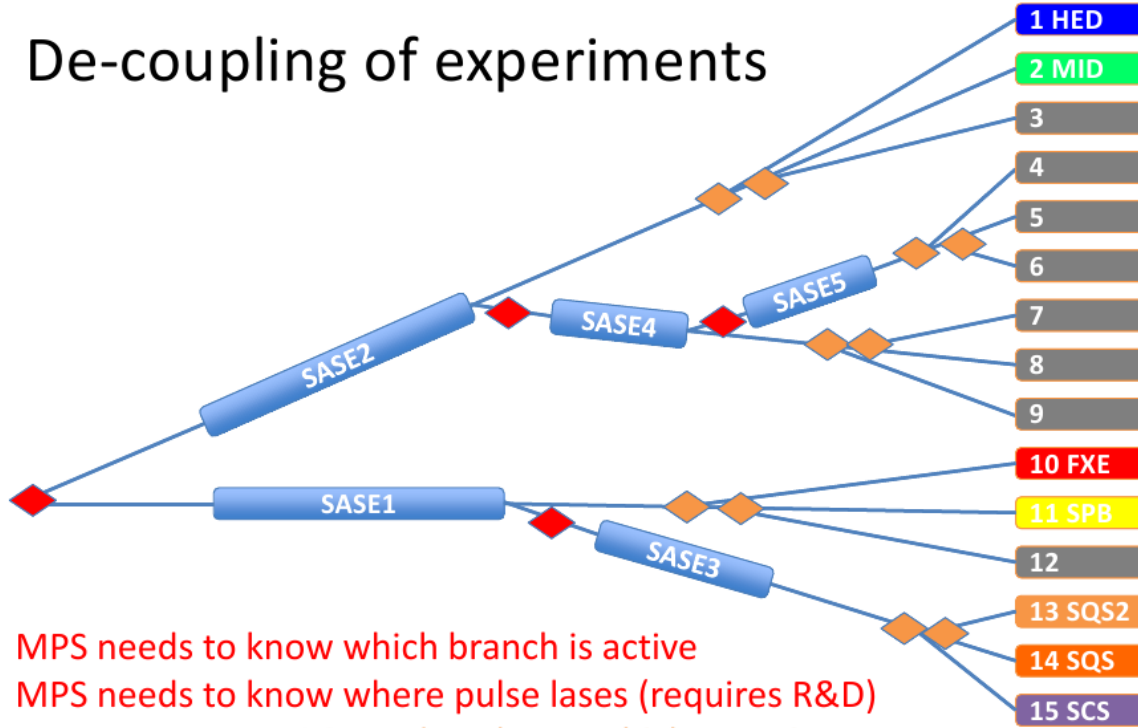 De-coupling of experiments
1 HED
2 MID
3
4
5
6
7
8
9
10 FXE
11 SPB
12
13 SQS2
14 SQS
15 SCS
SASE5
SASE4
SASE2
SASE1
SASE3
MPS needs to know which branch is active
MPS needs to know where pulse lases (requires R&D)